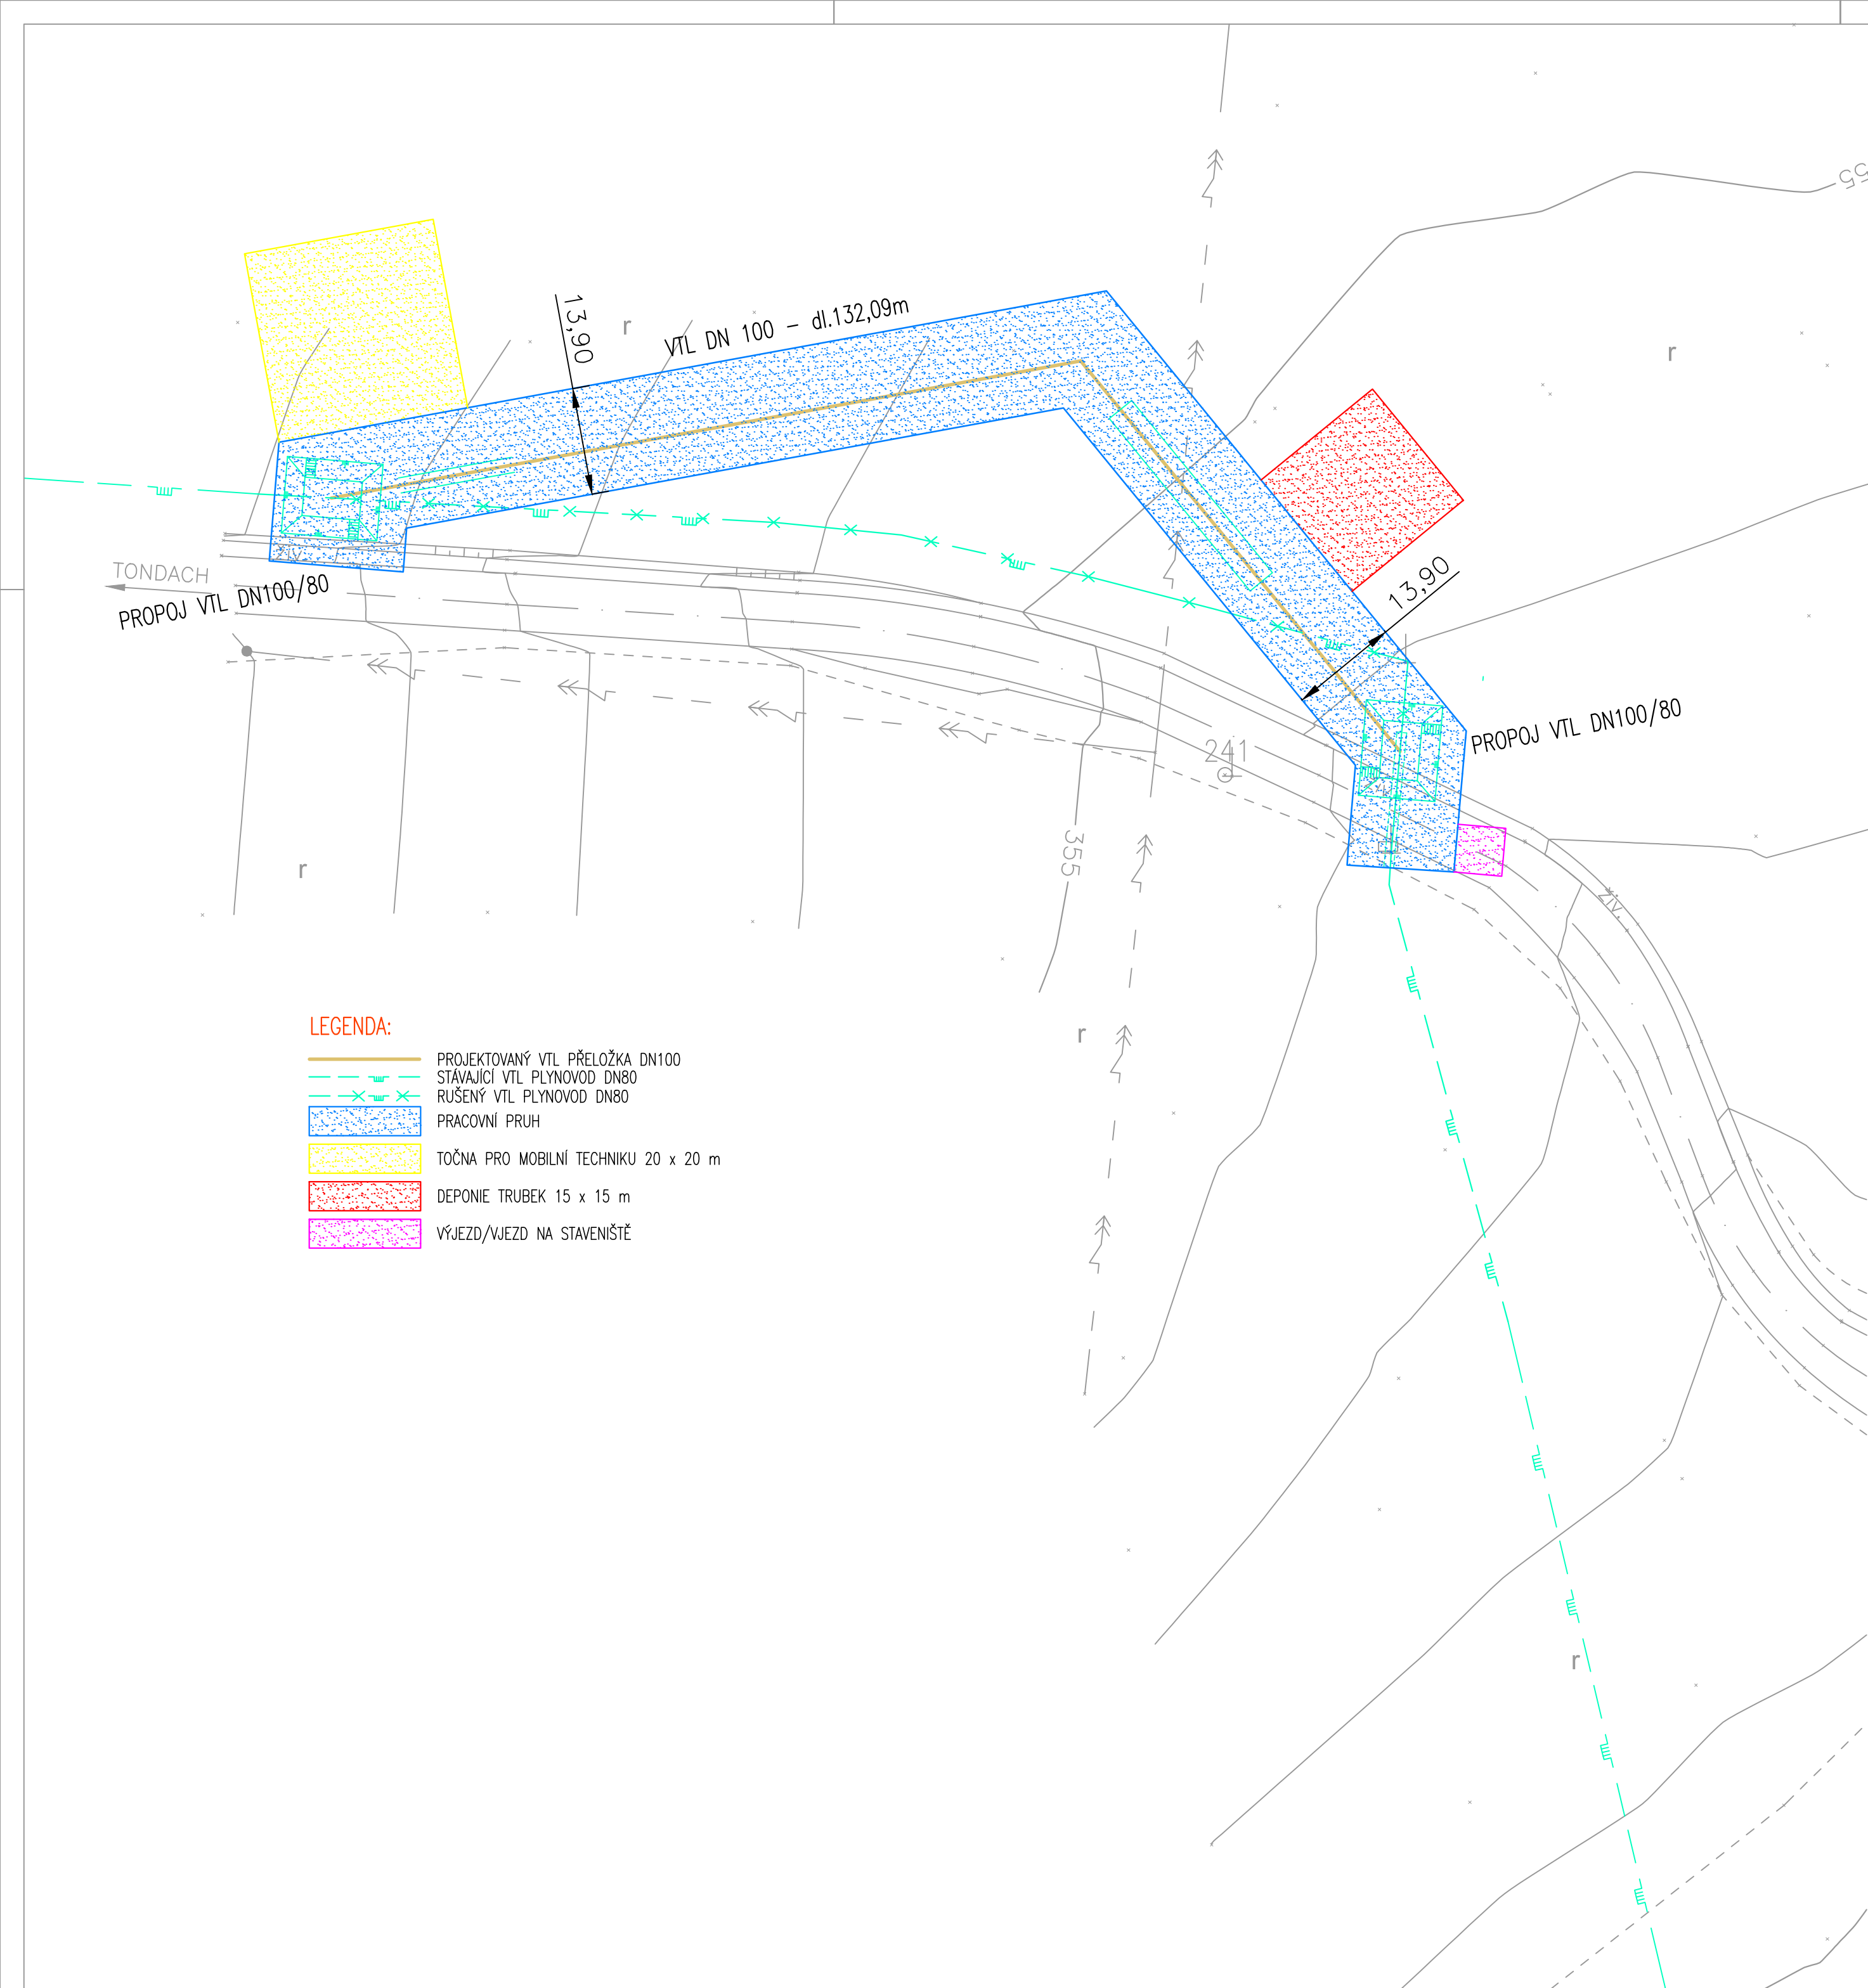 55
r
13,90
VTL DN 100 - dl.132,09m
r
TONDACH
PROPOJ VTL DN100/80
13,90
PROPOJ VTL DN100/80
241
355
r
živ.
r
LEGENDA:
PROJEKTOVANÝ VTL PŘELOŽKA DN100
STÁVAJÍCÍ VTL PLYNOVOD DN80
RUŠENÝ VTL PLYNOVOD DN80
PRACOVNÍ PRUH
TOČNA PRO MOBILNÍ TECHNIKU 20 x 20 m
DEPONIE TRUBEK 15 x 15 m
VÝJEZD/VJEZD NA STAVENIŠTĚ
r